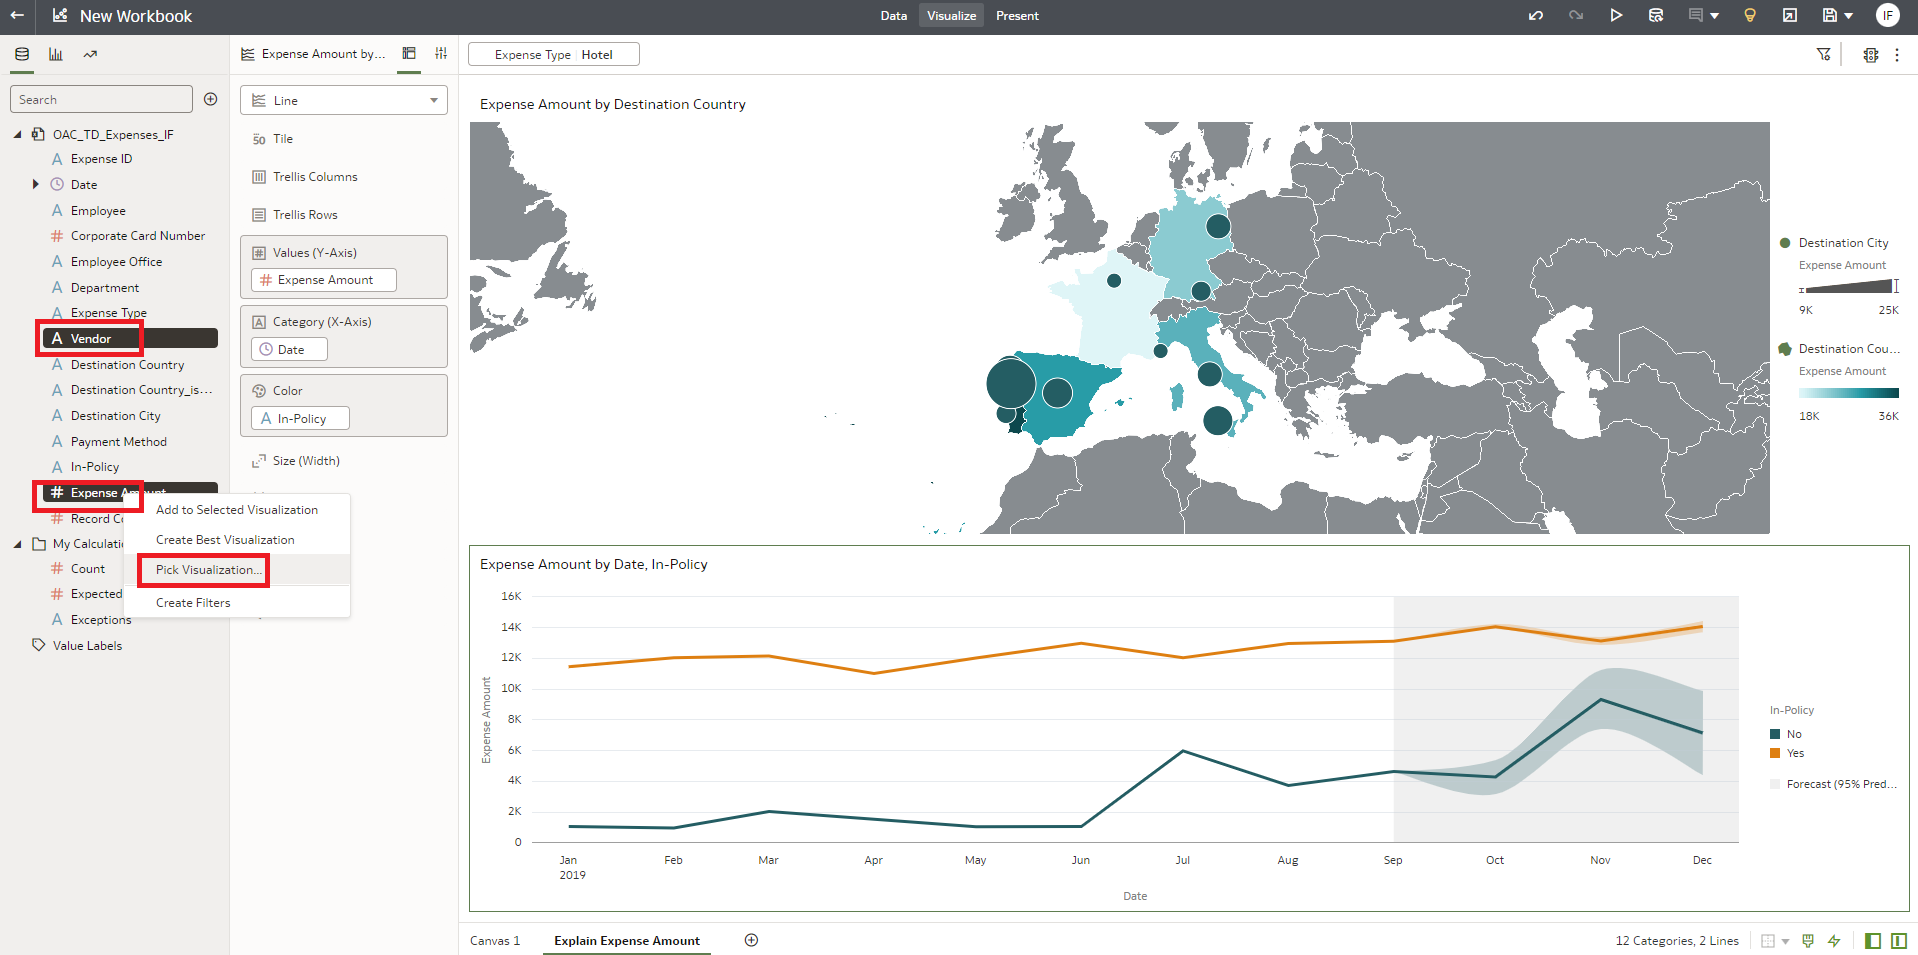 New Workbook
Data Visualize Present
IF
Search
OAC_TD_Expenses_IF
Expense ID
Date
Employee
Corporate Card Number
Employee Office
Department
Expense Type
Vendor
Destination Country
Destination Country_is...
Destination City
Payment Method
In-Policy
Expense Amount
Record Co
My Calculatio
Count
Expected
Exceptions
Value Labels
Add to Selected Visualization
Create Best Visualization
Pick Visualization...
Create Filters
Expense Amount by...
Line
50 Tile
Trellis Columns
Trellis Rows
Values (Y-Axis)
Expense Amount
Category (X-Axis)
Date
Color
In-Policy
Size (Width)
Expense Type Hotel
Expense Amount by Destination Country
Destination City
Expense Amount
9K 25K
Destination Cou...
Expense Amount
18K 36K
Expense Amount by Date, In-Policy
16K
14K
12K
10K
8K
6K
4K
2K
0
Expense Amount
Jan Feb Mar Apr May Jun Jul Aug Sep Oct Nov Dec
2019
Date
In-Policy
No
Yes
Forecast (95% Pred...
Canvas 1 Explain Expense Amount
12 Categories, 2 Lines